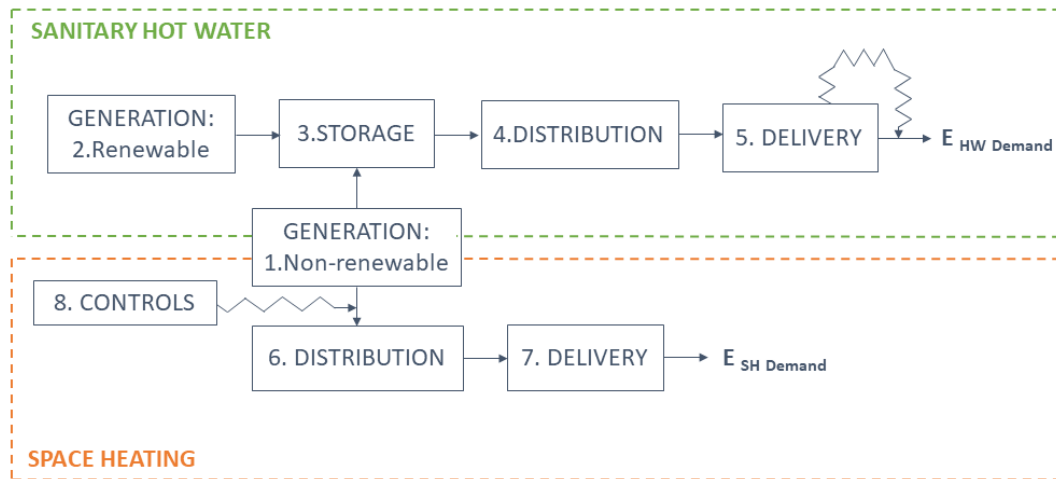 SANITARY HOT WATER
GENERATION:
2.Renewable
3.STORAGE
4.DISTRIBUTION
5. DELIVERY
E HW Demand
GENERATION:
1.Non-renewable
8. CONTROLS
6. DISTRIBUTION
7. DELIVERY
E SH Demand
SPACE HEATING